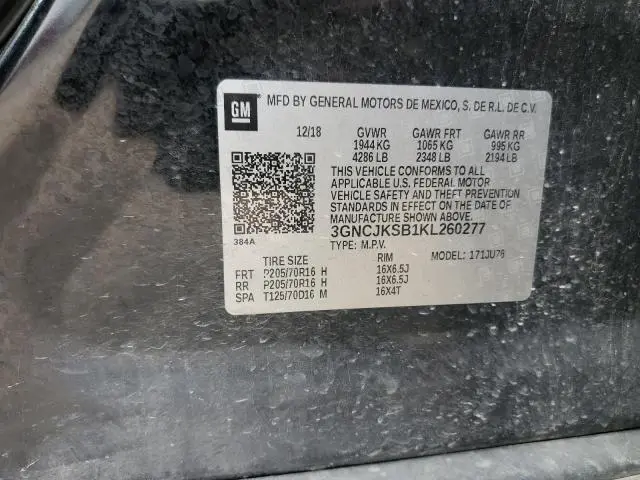 GM
MFD BY GENERAL MOTORS DE MEXICO, S. DE R.L. DE C.V.
12/18 GVWR GAWR FRT GAWR RR
1944 KG 1065 KG 995 KG
4286 LB 2348 LB 2194 LB
THIS VEHICLE CONFORMS TO ALL
APPLICABLE U.S. FEDERAL MOTOR
VEHICLE SAFETY AND THEFT PREVENTION
STANDARDS IN EFFECT ON THE DATE OF
MANUFACTURE SHOWN ABOVE.
384A
3GNCJKSB1KL260277
TYPE: M.P.V. MODEL: 171JU76
TIRE SIZE RIM
FRT P205/70R16 H 16X6.5J
RR P205/70R16 H 16X6.5J
SPA T125/70D16 M 16X4T